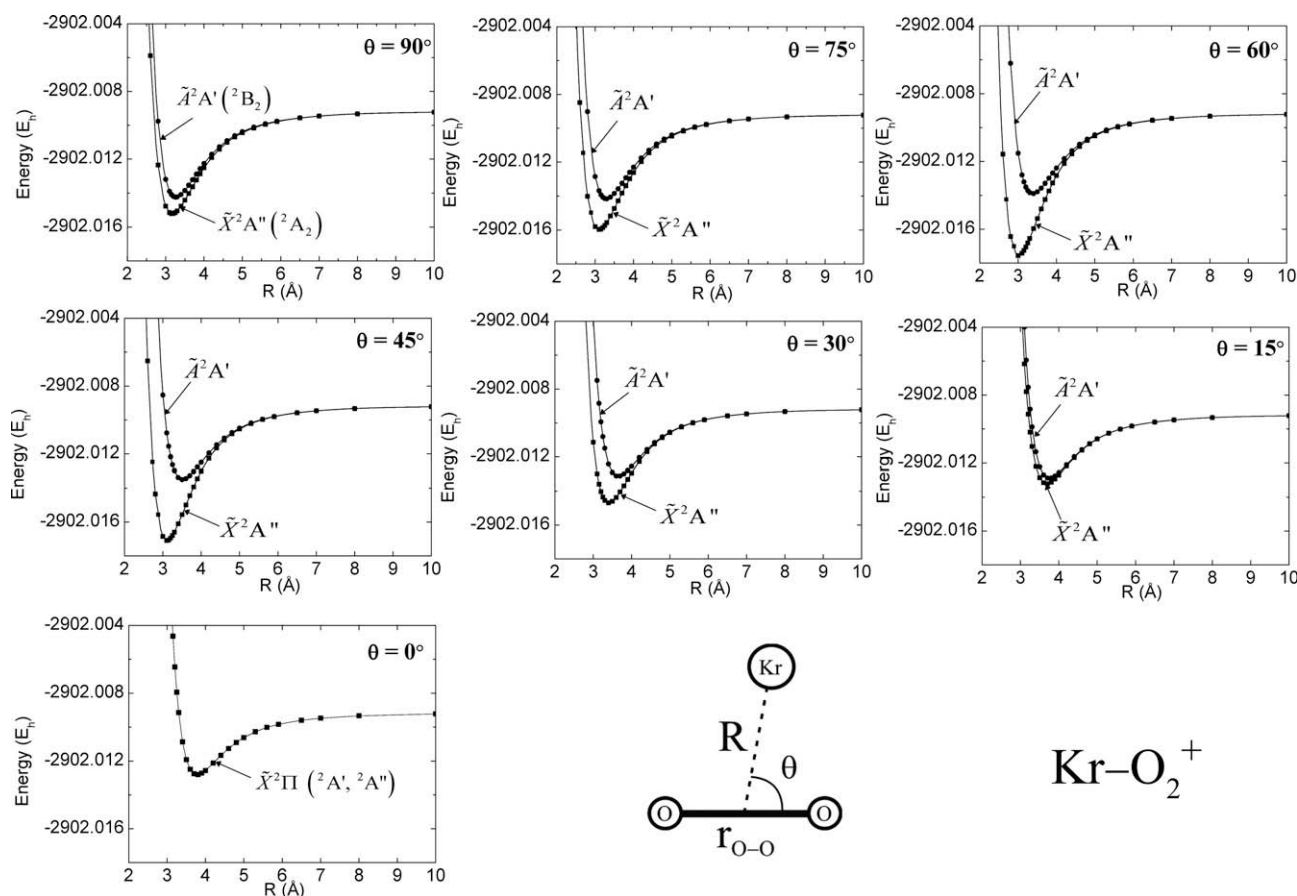 θ = 90°
Energy (Eₕ)
-2902.004
-2902.008
-2902.012
-2902.016
Ã²A' (²B₂)
X̃²A'' (²A₂)
2 3 4 5 6 7 8 9 10
R (Å)
θ = 75°
Energy (Eₕ)
-2902.004
-2902.008
-2902.012
-2902.016
Ã²A'
X̃²A''
2 3 4 5 6 7 8 9 10
R (Å)
θ = 60°
Energy (Eₕ)
-2902.004
-2902.008
-2902.012
-2902.016
Ã²A'
X̃²A''
2 3 4 5 6 7 8 9 10
R (Å)
θ = 45°
Energy (Eₕ)
-2902.004
-2902.008
-2902.012
-2902.016
Ã²A'
X̃²A''
2 3 4 5 6 7 8 9 10
R (Å)
θ = 30°
Energy (Eₕ)
-2902.004
-2902.008
-2902.012
-2902.016
Ã²A'
X̃²A''
2 3 4 5 6 7 8 9 10
R (Å)
θ = 15°
Energy (Eₕ)
-2902.004
-2902.008
-2902.012
-2902.016
Ã²A'
X̃²A''
2 3 4 5 6 7 8 9 10
R (Å)
θ = 0°
Energy (Eₕ)
-2902.004
-2902.008
-2902.012
-2902.016
X̃²Π (²A', ²A'')
2 3 4 5 6 7 8 9 10
R (Å)
Kr
R
θ
O
O
r O–O
Kr–O₂⁺